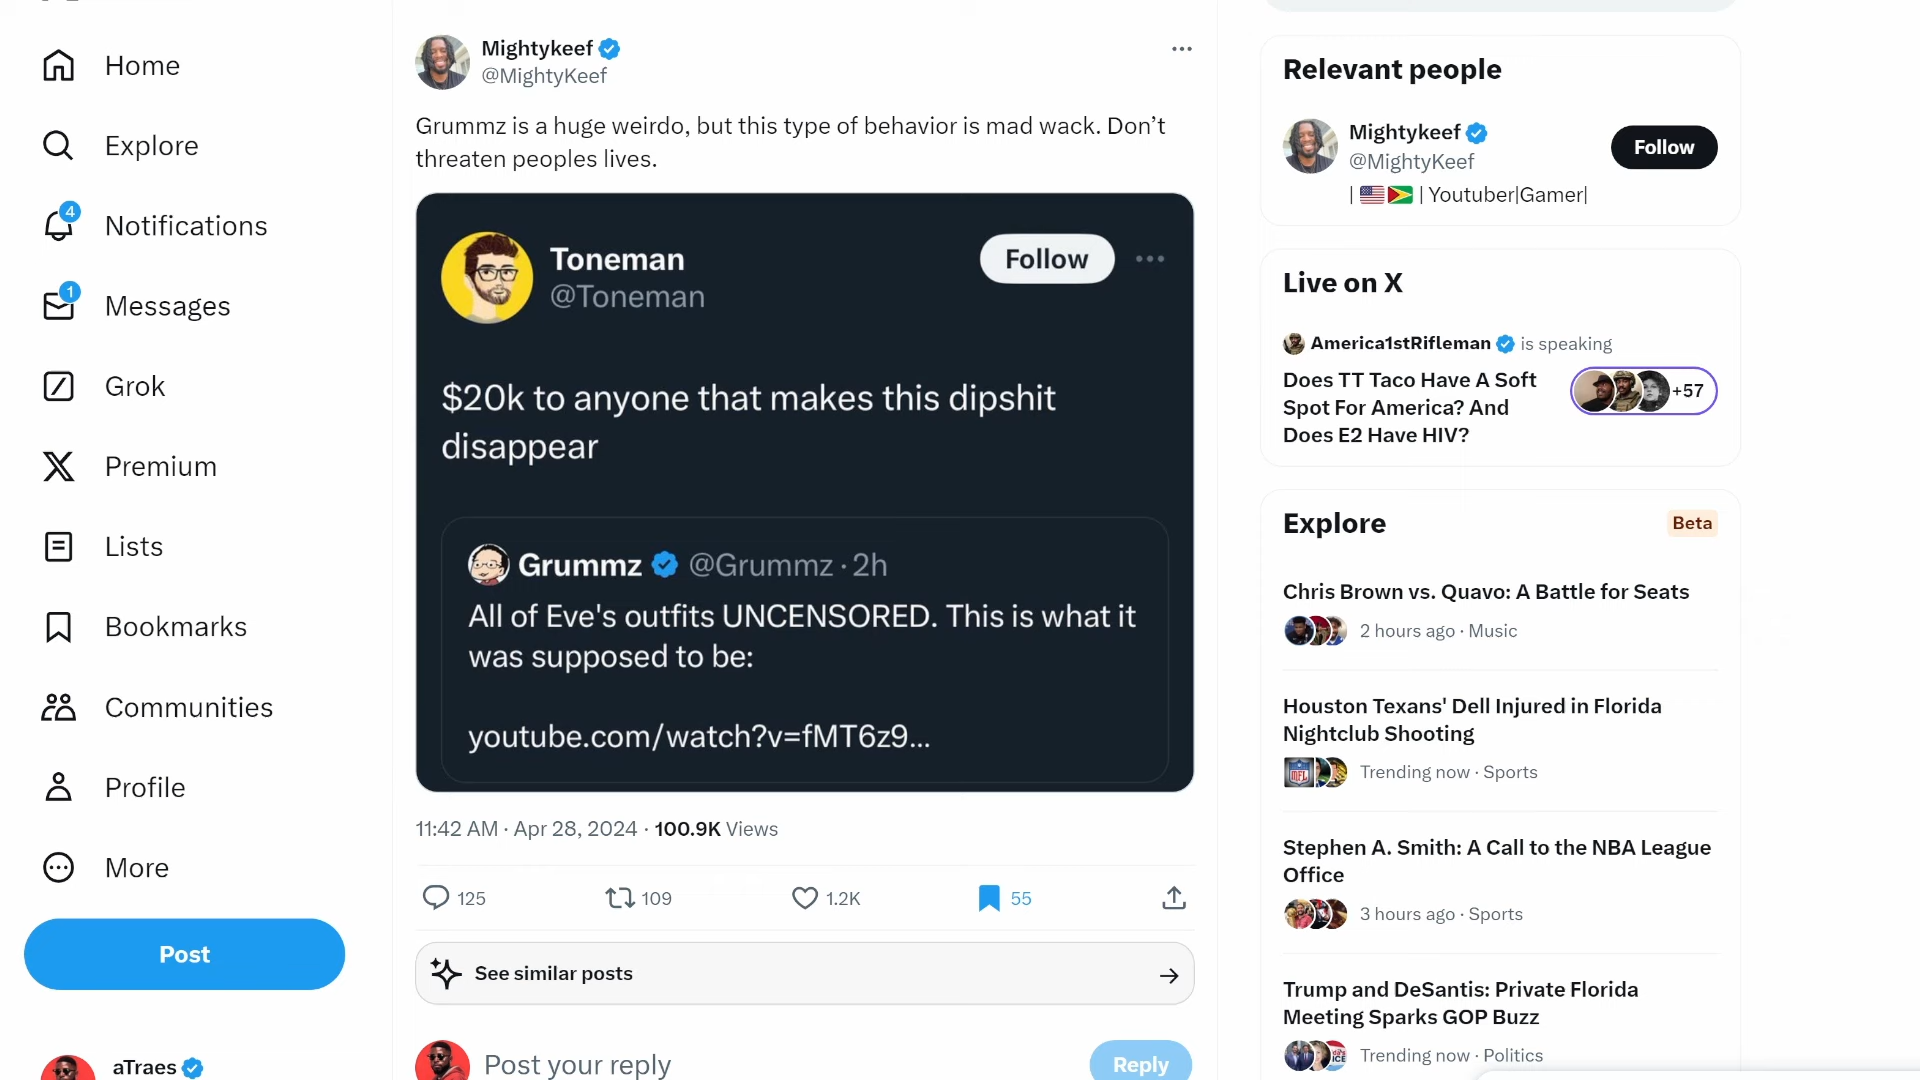 Home
Explore
4
Notifications
1
Messages
Grok
Premium
Lists
Bookmarks
Communities
Profile
More
Post
aTraes
Mightykeef
@MightyKeef
Grummz is a huge weirdo, but this type of behavior is mad wack. Don’t
threaten peoples lives.
Toneman
@Toneman
Follow
$20k to anyone that makes this dipshit
disappear
Grummz @Grummz · 2h
All of Eve's outfits UNCENSORED. This is what it
was supposed to be:
youtube.com/watch?v=fMT6z9...
11:42 AM · Apr 28, 2024 · 100.9K Views
125 109 1.2K 55
See similar posts
Post your reply
Reply
Relevant people
Mightykeef
@MightyKeef
Follow
| | Youtuber|Gamer|
Live on X
America1stRifleman is speaking
Does TT Taco Have A Soft
Spot For America? And
Does E2 Have HIV?
+57
Explore
Beta
Chris Brown vs. Quavo: A Battle for Seats
2 hours ago · Music
Houston Texans' Dell Injured in Florida
Nightclub Shooting
Trending now · Sports
Stephen A. Smith: A Call to the NBA League
Office
3 hours ago · Sports
Trump and DeSantis: Private Florida
Meeting Sparks GOP Buzz
Trending now · Politics